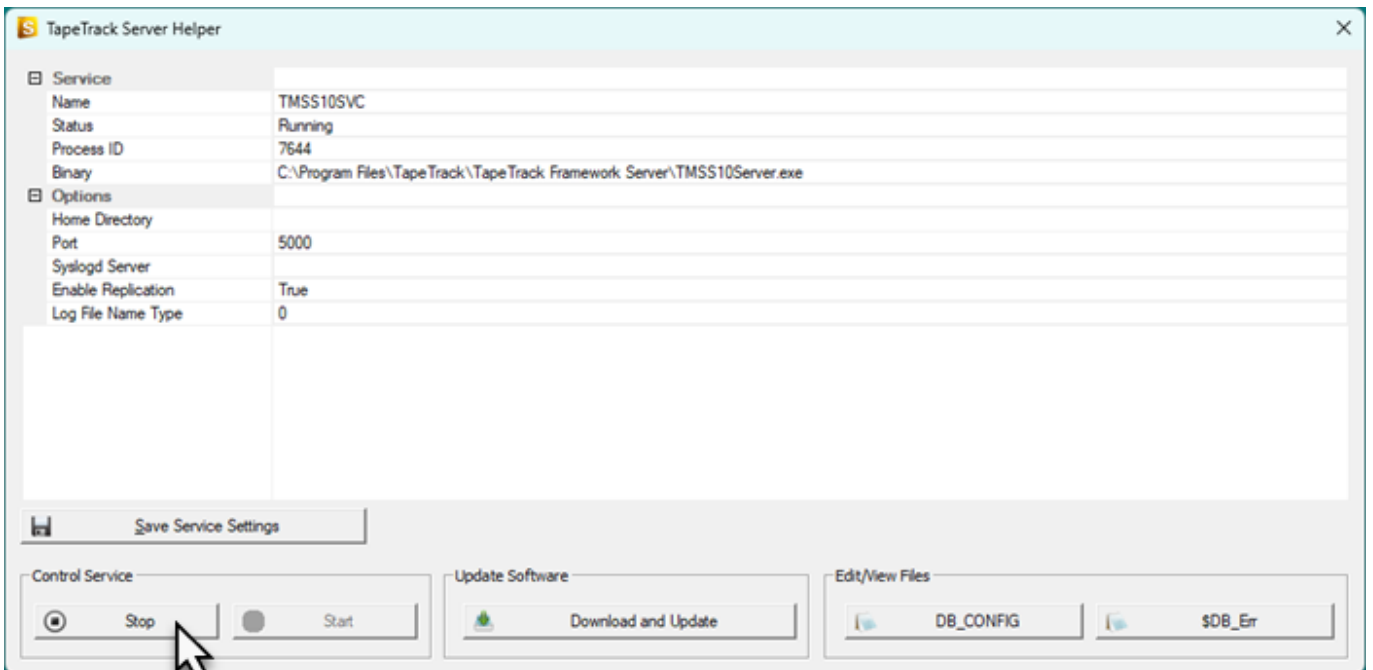 TapeTrack Server Helper
Service
Name TMSS10SVC
Status Running
Process ID 7644
Binary C:\Program Files\TapeTrack\TapeTrack Framework Server\TMSS10Server.exe
Options
Home Directory
Port 5000
Syslogd Server
Enable Replication True
Log File Name Type 0
Save Service Settings
Control Service Update Software Edit/View Files
Stop Start Download and Update DB_CONFIG $DB_Err